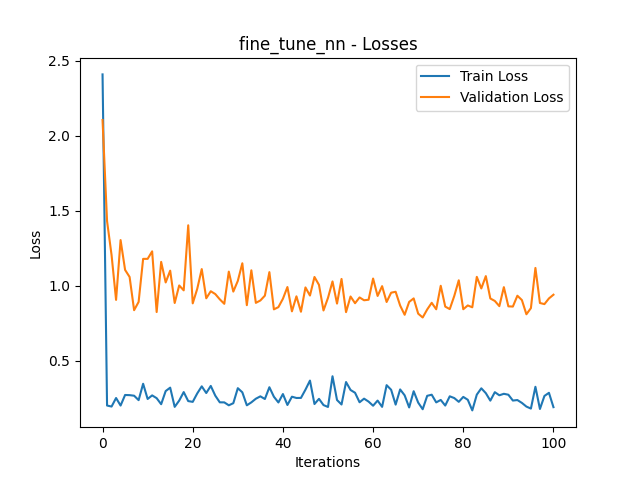 fine_tune_nn - Losses
Train Loss
Validation Loss
2.5
2.0
1.5
1.0
0.5
Loss
0 20 40 60 80 100
Iterations